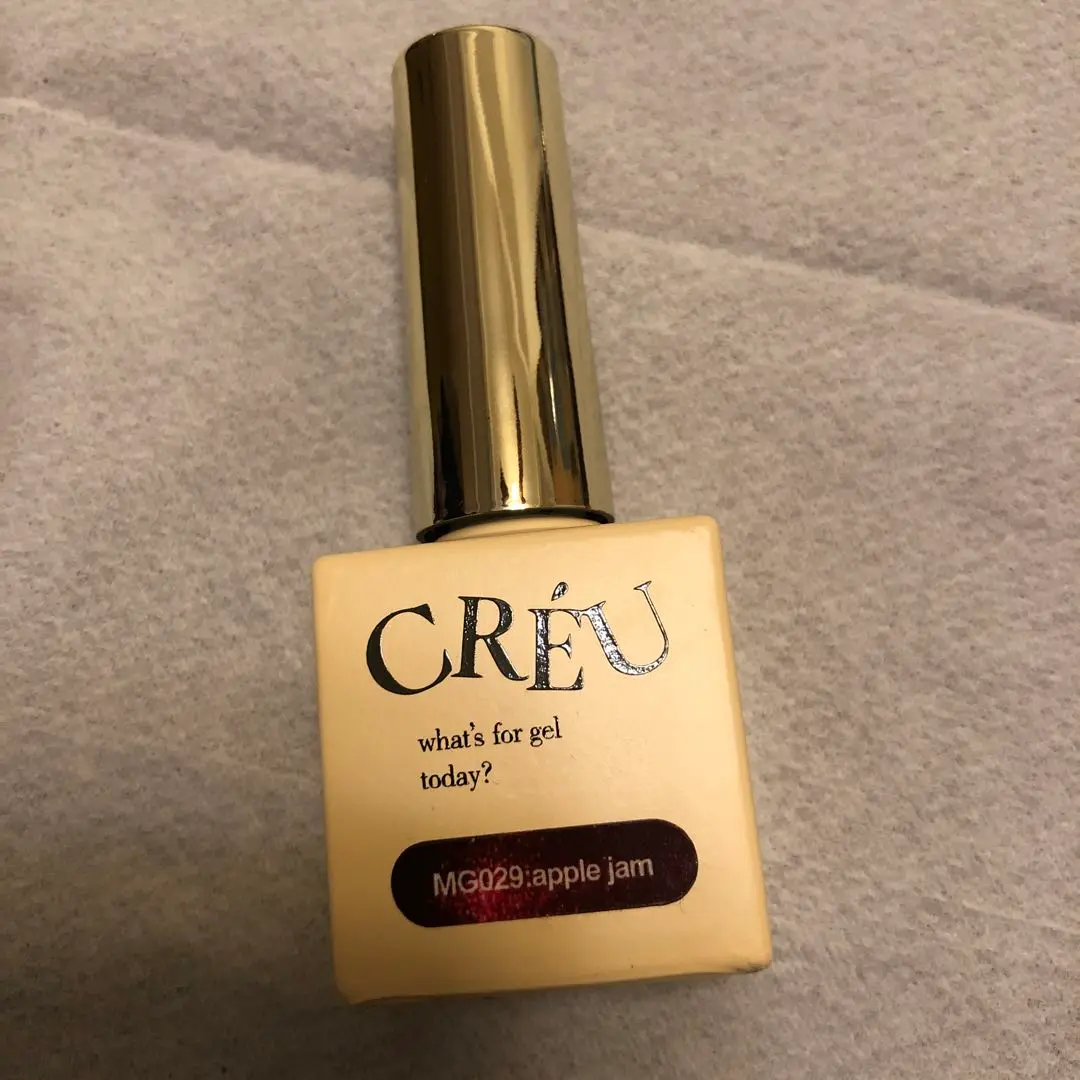 CRÉU
what's for gel
today?
MG029:apple jam